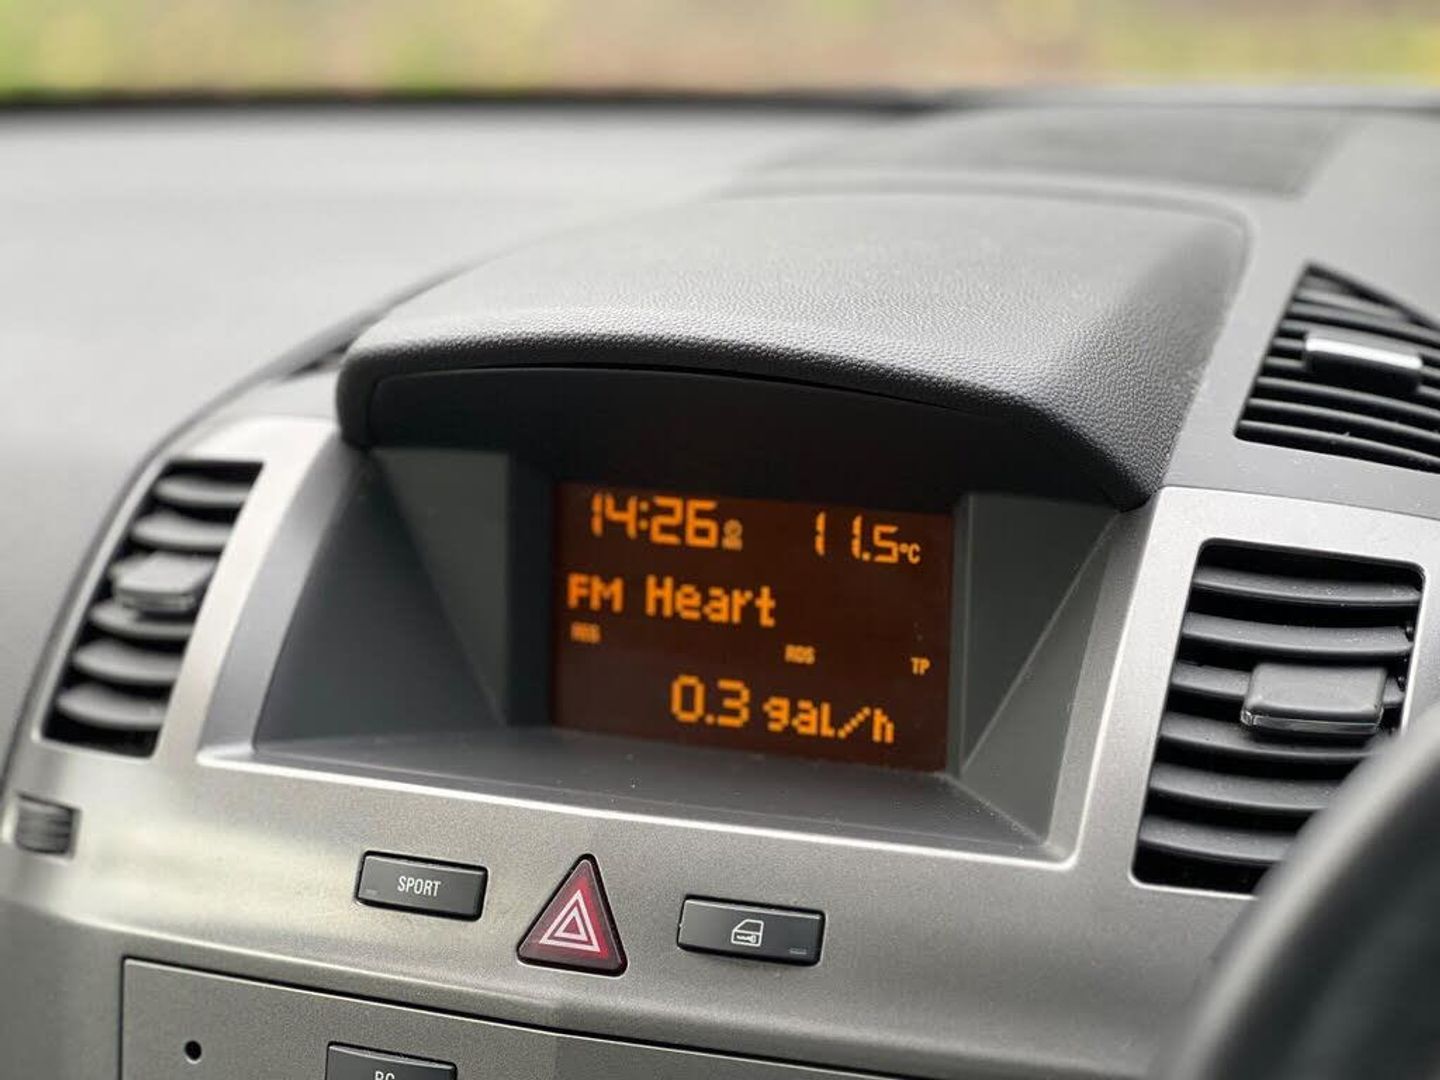 14:26 11.5°C
FM Heart
RDS TP
0.3 gal/h
SPORT